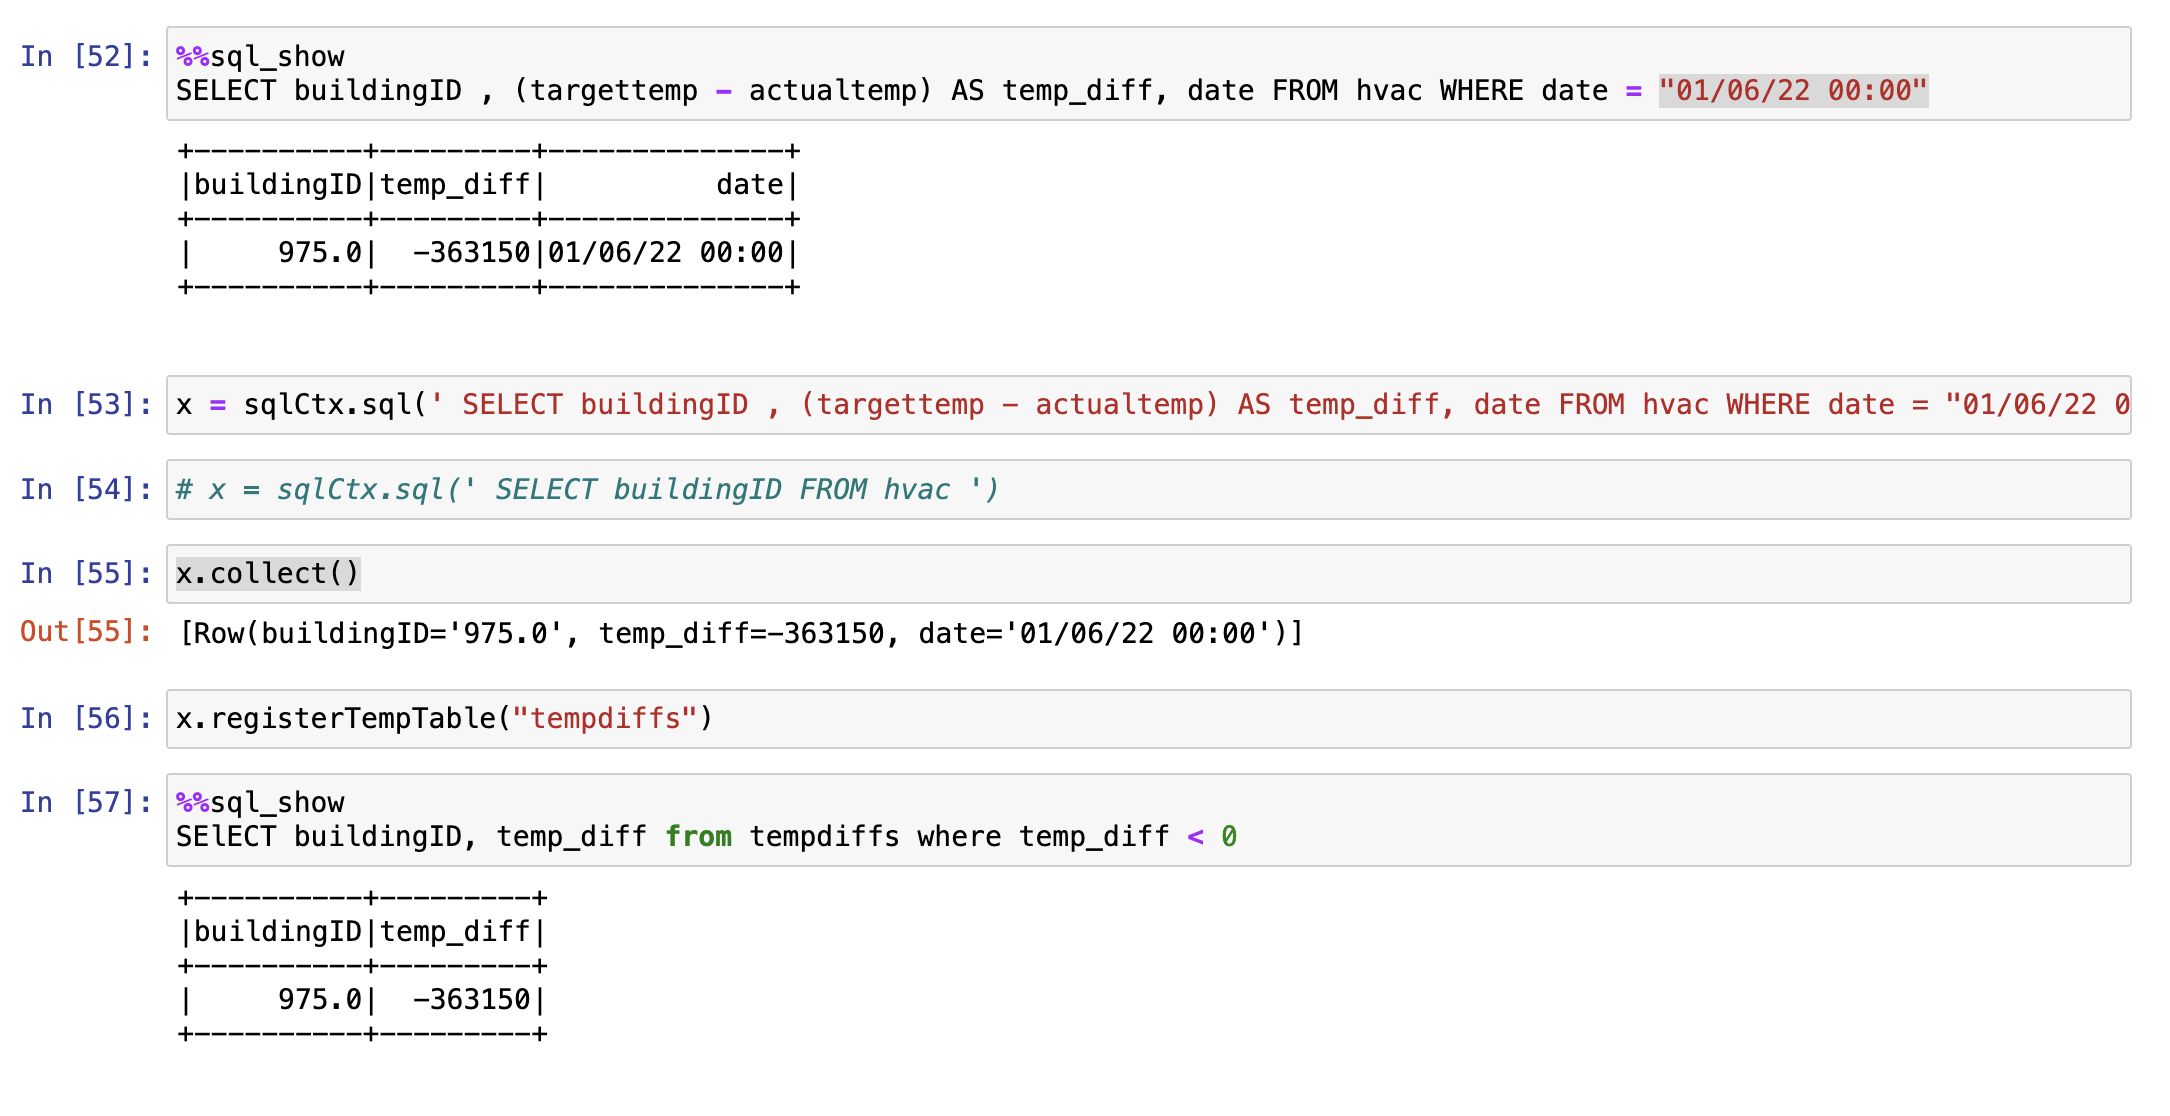 In [52]: %%sql_show
SELECT buildingID , (targettemp - actualtemp) AS temp_diff, date FROM hvac WHERE date = "01/06/22 00:00"
+----------+---------+--------------+
|buildingID|temp_diff|          date|
+----------+---------+--------------+
|     975.0|  -363150|01/06/22 00:00|
+----------+---------+--------------+
In [53]: x = sqlCtx.sql(' SELECT buildingID , (targettemp - actualtemp) AS temp_diff, date FROM hvac WHERE date = "01/06/22 0
In [54]: # x = sqlCtx.sql(' SELECT buildingID FROM hvac ')
In [55]: x.collect()
Out[55]: [Row(buildingID='975.0', temp_diff=-363150, date='01/06/22 00:00')]
In [56]: x.registerTempTable("tempdiffs")
In [57]: %%sql_show
SElECT buildingID, temp_diff from tempdiffs where temp_diff < 0
+----------+---------+
|buildingID|temp_diff|
+----------+---------+
|     975.0|  -363150|
+----------+---------+